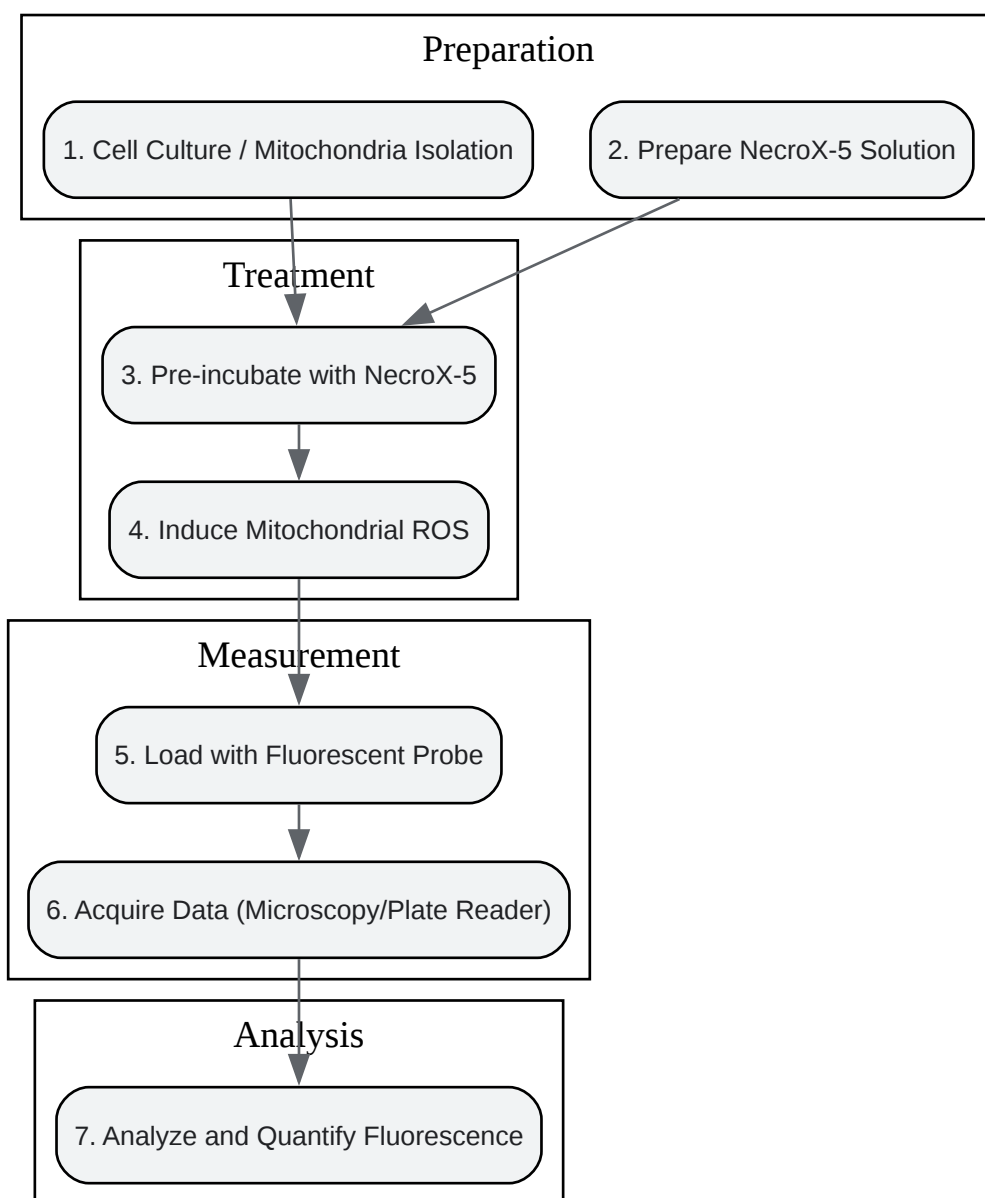 Preparation
1. Cell Culture / Mitochondria Isolation
2. Prepare NecroX-5 Solution
Treatment
3. Pre-incubate with NecroX-5
4. Induce Mitochondrial ROS
Measurement
5. Load with Fluorescent Probe
6. Acquire Data (Microscopy/Plate Reader)
Analysis
7. Analyze and Quantify Fluorescence